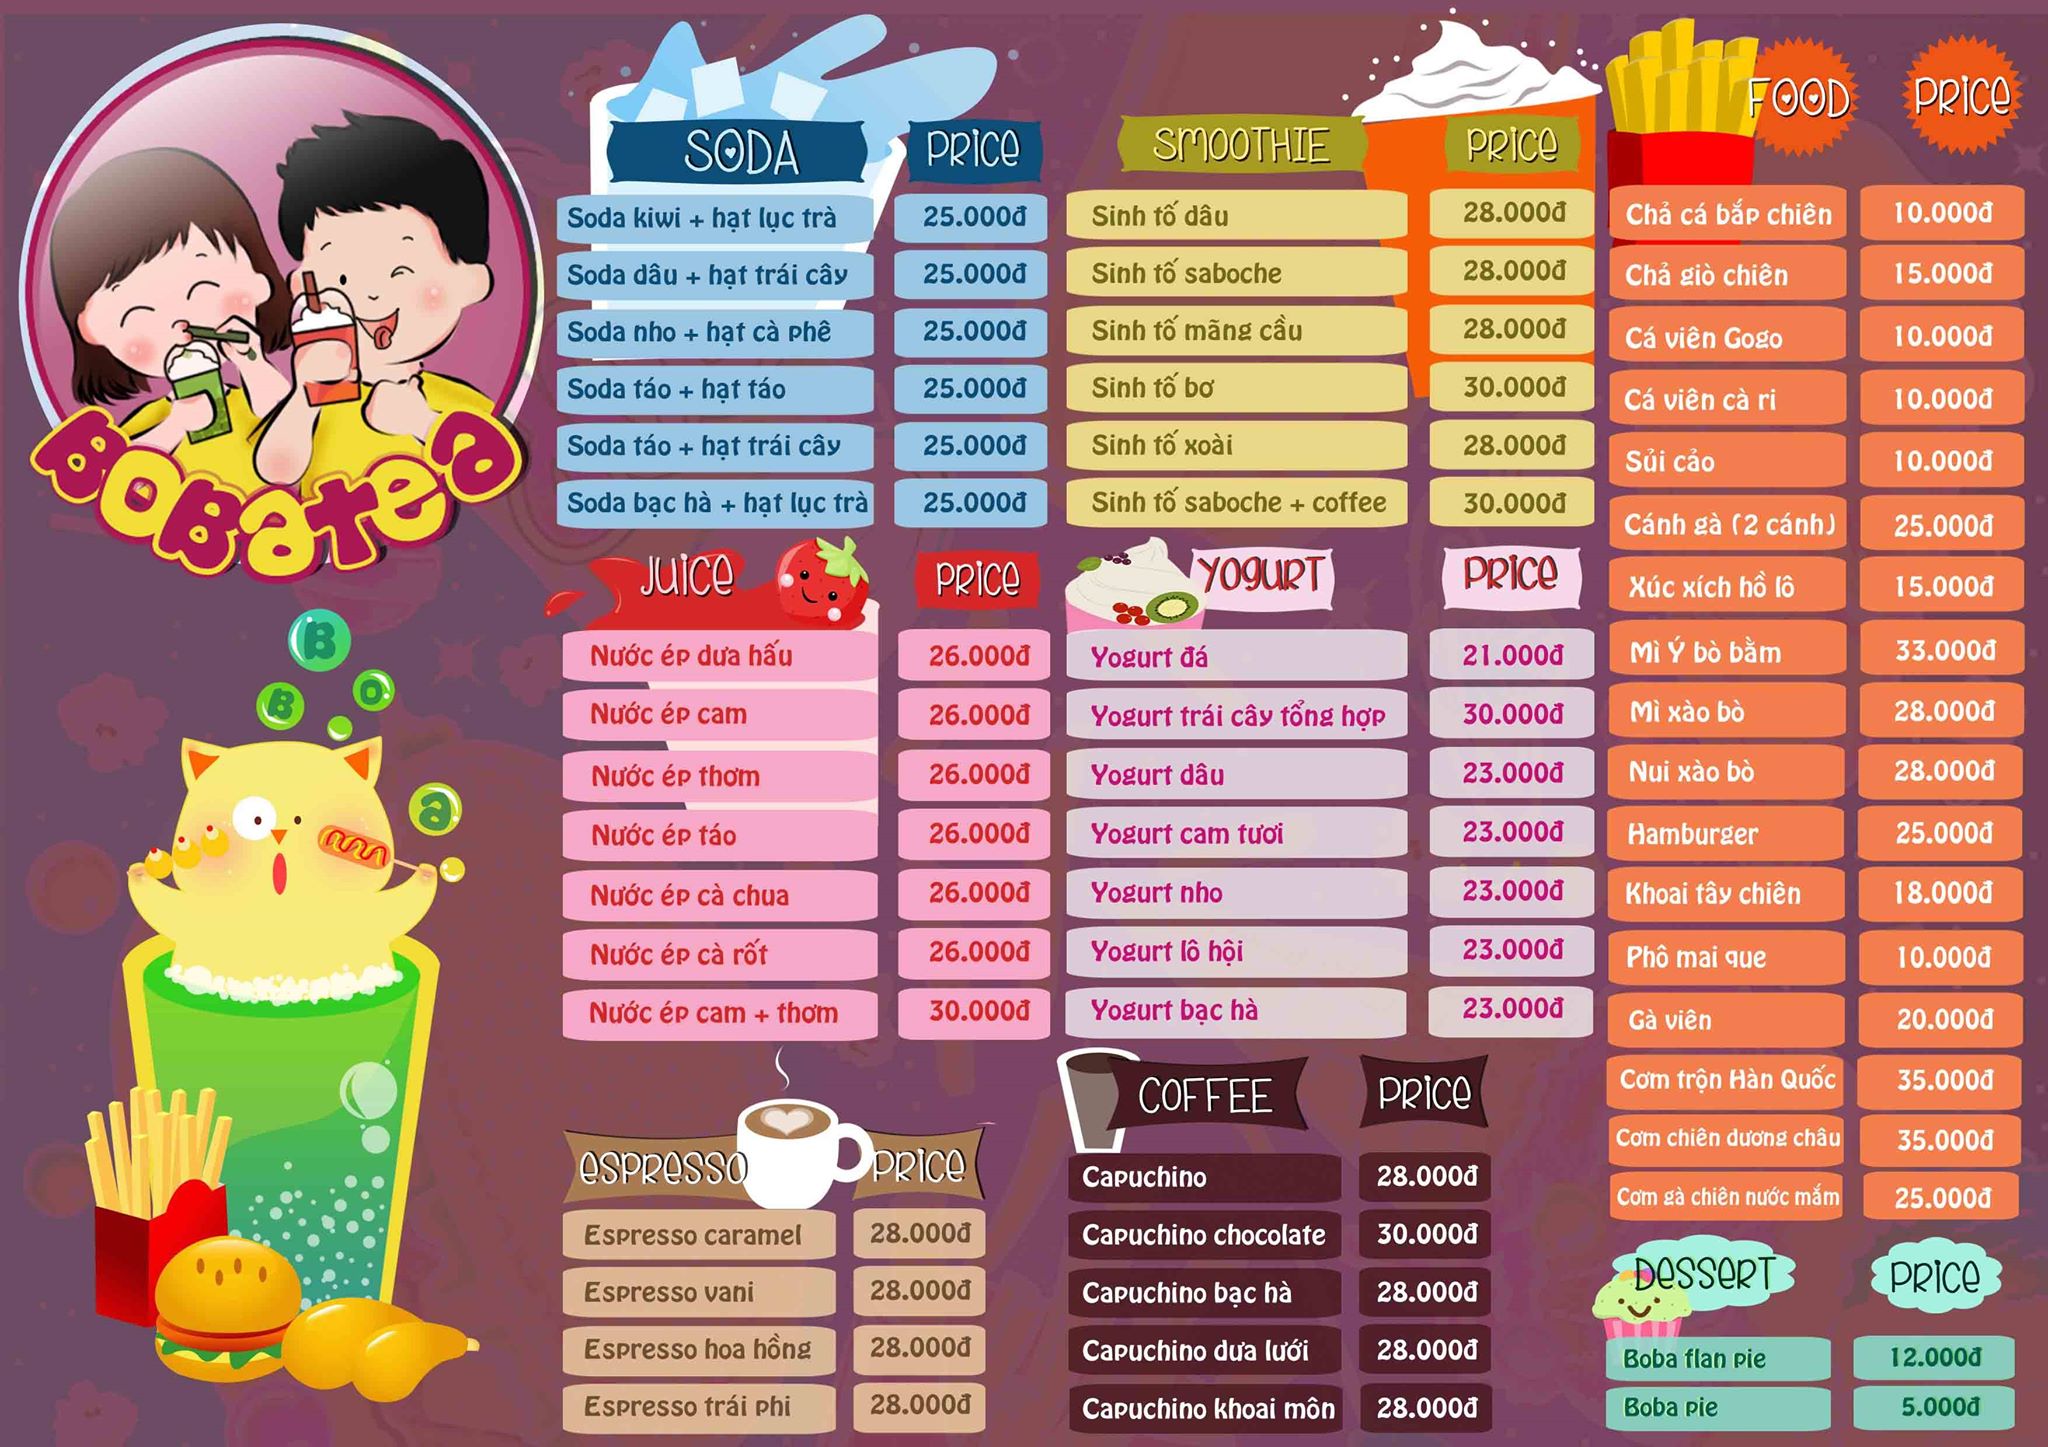 BOBATEA
B
B
O
a
SODA PRICE
Soda kiwi + hạt lục trà 25.000đ
Soda dâu + hạt trái cây 25.000đ
Soda nho + hạt cà phê 25.000đ
Soda táo + hạt táo 25.000đ
Soda táo + hạt trái cây 25.000đ
Soda bạc hà + hạt lục trà 25.000đ
JUICE PRICE
Nước ép dưa hấu 26.000đ
Nước ép cam 26.000đ
Nước ép thơm 26.000đ
Nước ép táo 26.000đ
Nước ép cà chua 26.000đ
Nước ép cà rốt 26.000đ
Nước ép cam + thơm 30.000đ
ESPRESSO PRICE
Espresso caramel 28.000đ
Espresso vani 28.000đ
Espresso hoa hồng 28.000đ
Espresso trái phi 28.000đ
SMOOTHIE PRICE
Sinh tố dâu 28.000đ
Sinh tố saboche 28.000đ
Sinh tố mãng cầu 28.000đ
Sinh tố bơ 30.000đ
Sinh tố xoài 28.000đ
Sinh tố saboche + coffee 30.000đ
YOGURT PRICE
Yogurt đá 21.000đ
Yogurt trái cây tổng hợp 30.000đ
Yogurt dâu 23.000đ
Yogurt cam tươi 23.000đ
Yogurt nho 23.000đ
Yogurt lô hội 23.000đ
Yogurt bạc hà 23.000đ
COFFEE PRICE
Capuchino 28.000đ
Capuchino chocolate 30.000đ
Capuchino bạc hà 28.000đ
Capuchino dưa lưới 28.000đ
Capuchino khoai môn 28.000đ
FOOD PRICE
Chả cá bắp chiên 10.000đ
Chả giò chiên 15.000đ
Cá viên Gogo 10.000đ
Cá viên cà ri 10.000đ
Sủi cảo 10.000đ
Cánh gà (2 cánh) 25.000đ
Xúc xích hồ lô 15.000đ
Mì Ý bò bằm 33.000đ
Mì xào bò 28.000đ
Nui xào bò 28.000đ
Hamburger 25.000đ
Khoai tây chiên 18.000đ
Phô mai que 10.000đ
Gà viên 20.000đ
Cơm trộn Hàn Quốc 35.000đ
Cơm chiên dương châu 35.000đ
Cơm gà chiên nước mắm 25.000đ
DESSERT PRICE
Boba flan pie 12.000đ
Boba pie 5.000đ